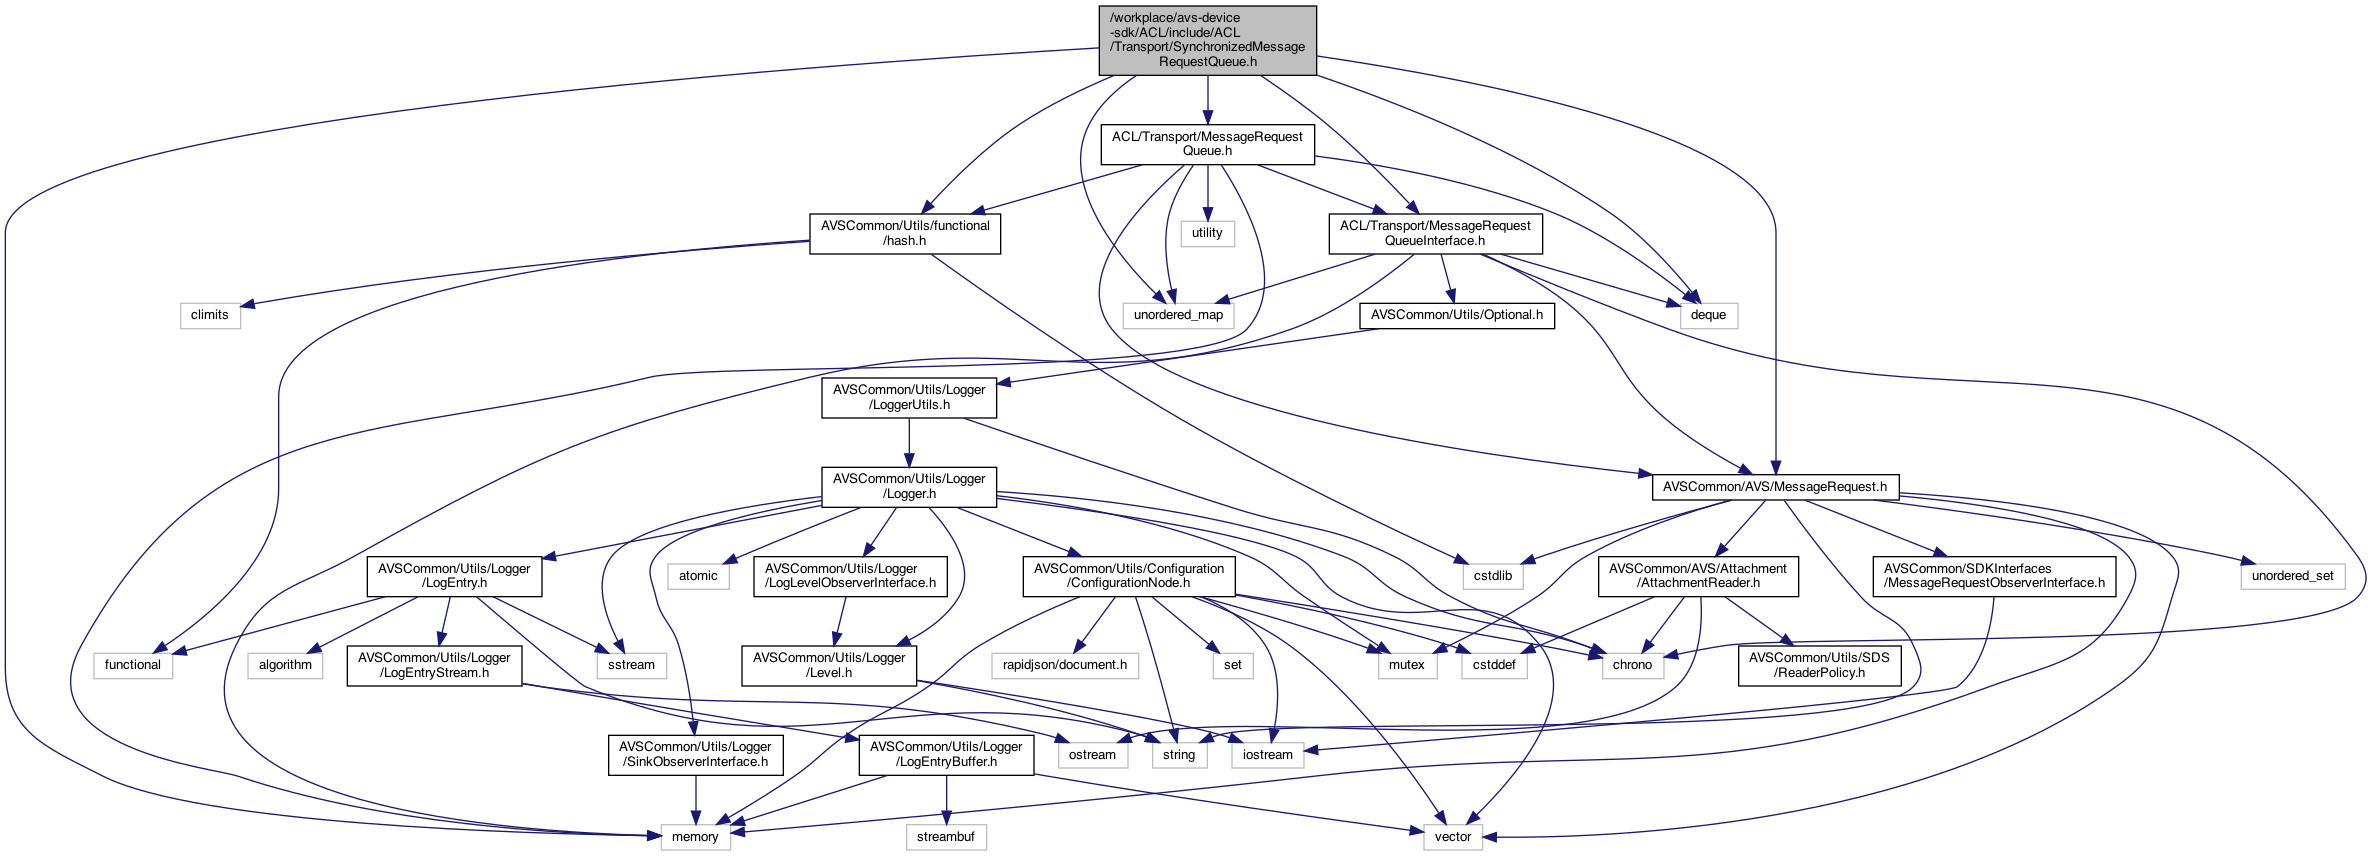 /workplace/avs-device
-sdk/ACL/include/ACL
/Transport/SynchronizedMessage
RequestQueue.h
ACL/Transport/MessageRequest
Queue.h
AVSCommon/Utils/functional
/hash.h
utility
ACL/Transport/MessageRequest
QueueInterface.h
climits
unordered_map
AVSCommon/Utils/Optional.h
deque
AVSCommon/Utils/Logger
/LoggerUtils.h
AVSCommon/Utils/Logger
/Logger.h
AVSCommon/AVS/MessageRequest.h
AVSCommon/Utils/Logger
/LogEntry.h
atomic
AVSCommon/Utils/Logger
/LogLevelObserverInterface.h
AVSCommon/Utils/Configuration
/ConfigurationNode.h
cstdlib
AVSCommon/AVS/Attachment
/AttachmentReader.h
AVSCommon/SDKInterfaces
/MessageRequestObserverInterface.h
unordered_set
functional
algorithm
AVSCommon/Utils/Logger
/LogEntryStream.h
sstream
AVSCommon/Utils/Logger
/Level.h
rapidjson/document.h
set
mutex
cstddef
chrono
AVSCommon/Utils/SDS
/ReaderPolicy.h
AVSCommon/Utils/Logger
/SinkObserverInterface.h
AVSCommon/Utils/Logger
/LogEntryBuffer.h
ostream
string
iostream
memory
streambuf
vector